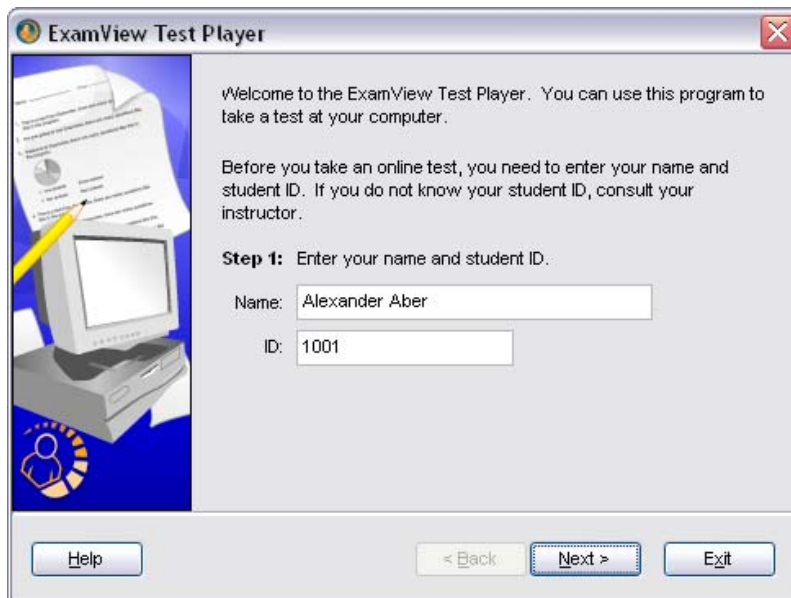 ExamView Test Player
Welcome to the ExamView Test Player. You can use this program to
take a test at your computer.
Before you take an online test, you need to enter your name and
student ID. If you do not know your student ID, consult your
instructor.
Step 1: Enter your name and student ID.
Name: Alexander Aber
ID: 1001
Help
< Back
Next >
Exit